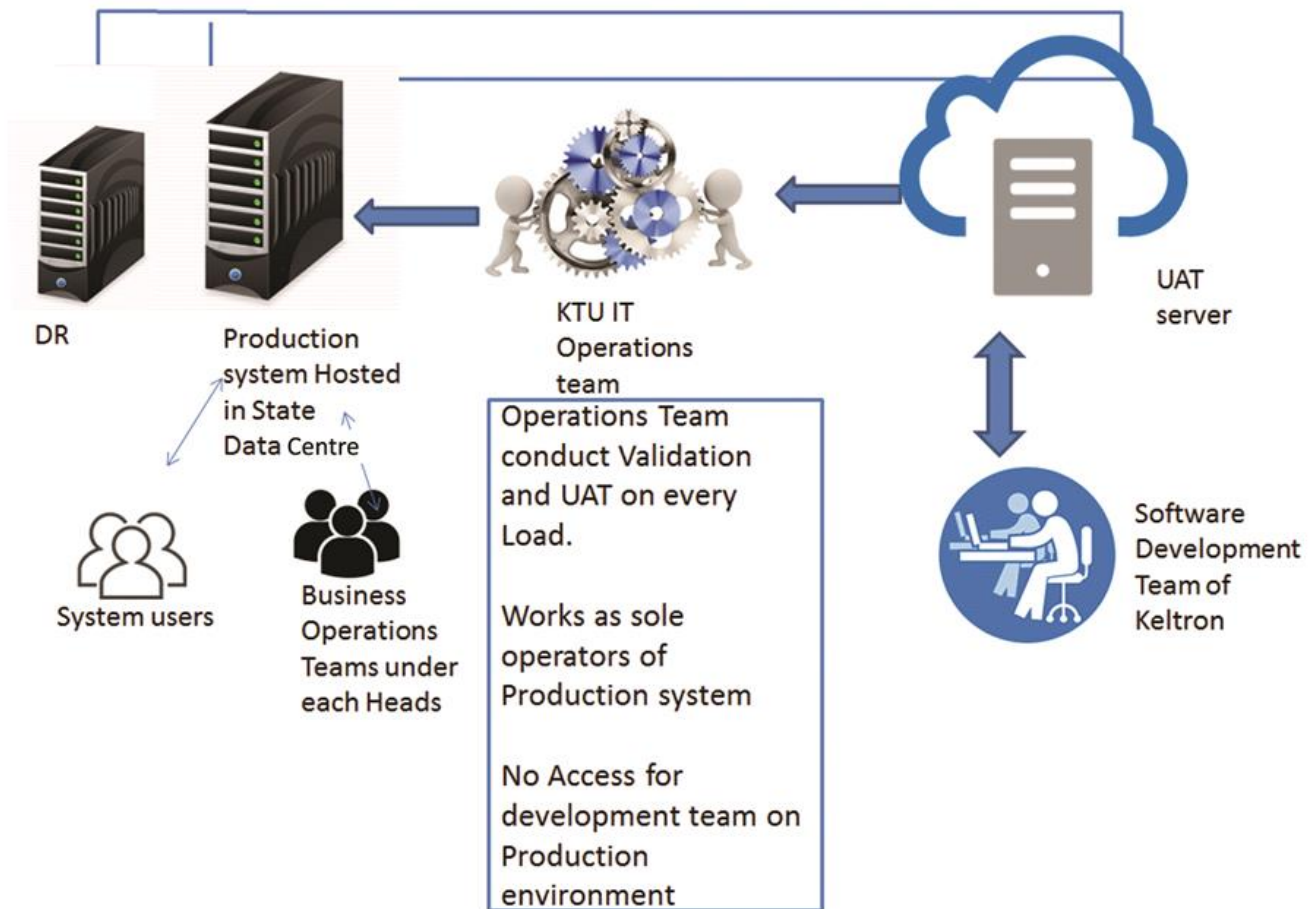 DR
Production
system Hosted
in State
Data Centre
KTU IT
Operations
team
UAT
server
Operations Team
conduct Validation
and UAT on every
Load.
Works as sole
operators of
Production system
No Access for
development team on
Production
environment
System users
Business
Operations
Teams under
each Heads
Software
Development
Team of
Keltron